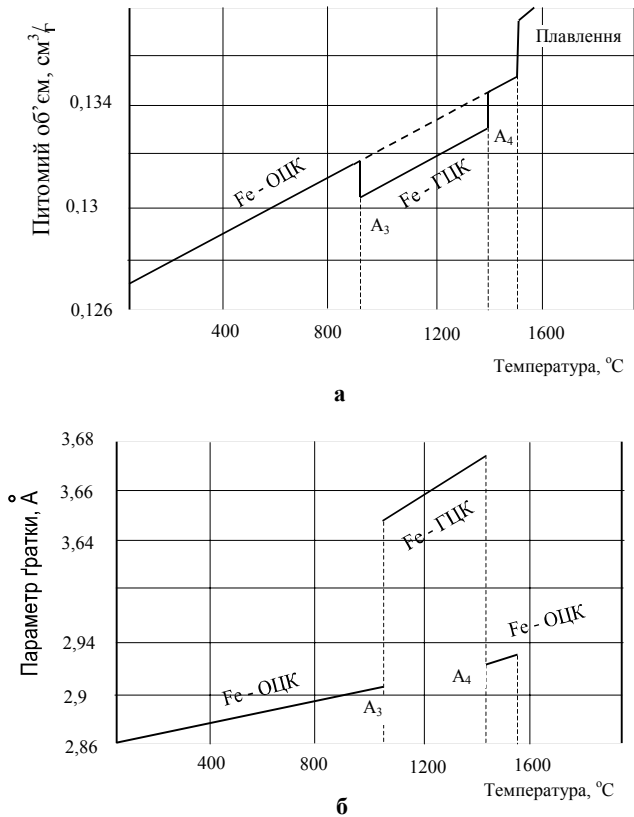 Питомий об’єм, см³/г
Плавлення
0,134
A₄
Fe - ОЦК
Fe - ГЦК
0,13
A₃
0,126
400
800
1200
1600
Температура, °С
а
Параметр ґратки, Å
3,68
3,66
Fe - ГЦК
3,64
Fe - ОЦК
2,94
Fe - ОЦК
A₄
2,9
A₃
2,86
400
800
1200
1600
Температура, °С
б